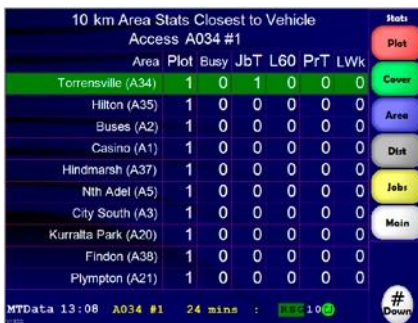 10 km Area Stats Closest to Vehicle
Access A034 #1
Area Plot Busy JbT L60 PrT LWk
Torrensville (A34) 1 0 1 0 0 0
Hilton (A35) 1 0 0 0 0 0
Buses (A2) 1 0 0 0 0 0
Casino (A1) 1 0 0 0 0 0
Hindmarsh (A37) 1 0 0 0 0 0
Nth Adel (A5) 1 0 0 0 0 0
City South (A3) 1 0 0 0 0 0
Kurralta Park (A20) 1 0 0 0 0 0
Findon (A38) 1 0 0 0 0 0
Plympton (A21) 1 0 0 0 0 0
MTData 13:08 A034 #1 24 mins : 10
Stats
Plot
Cover
Area
Dist
Jobs
Main
#
Down